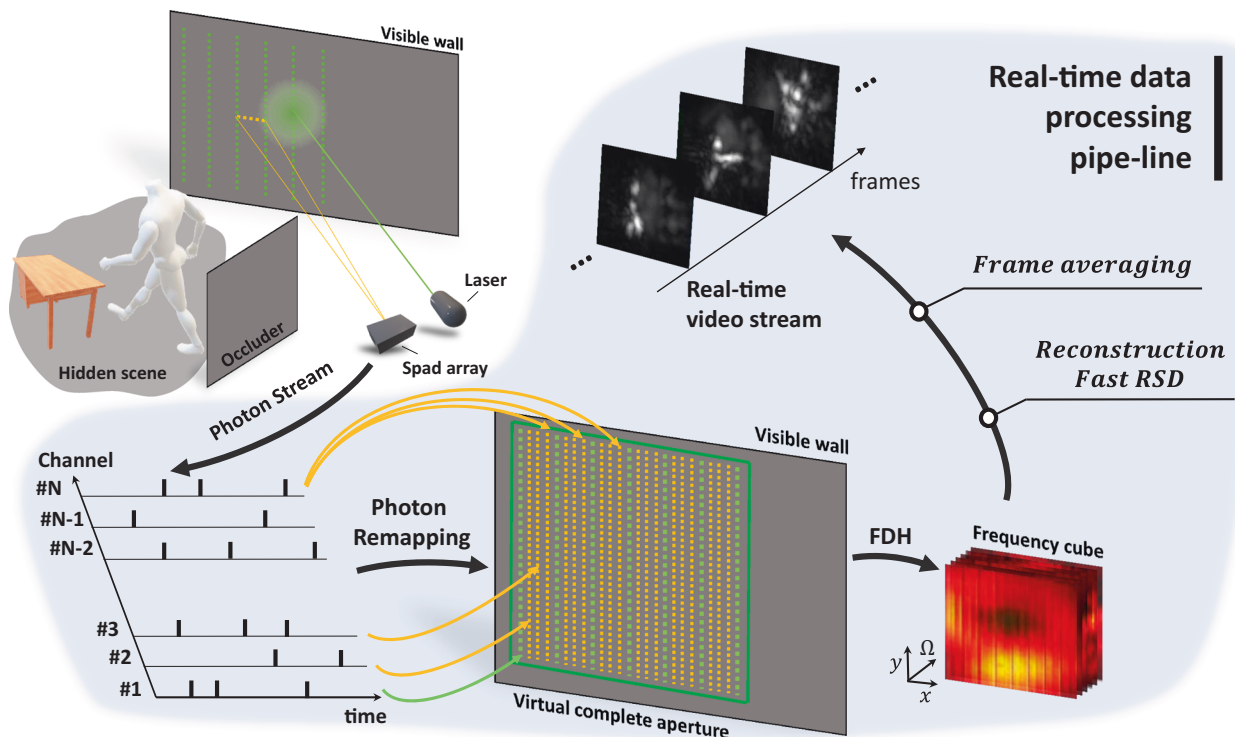 Visible wall
Real-time data
processing
pipe-line
frames
Laser
Spad array
Occluder
Hidden scene
Real-time
video stream
Frame averaging
Reconstruction
Fast RSD
Photon Stream
Channel
#N
#N-1
#N-2
#3
#2
#1
time
Photon
Remapping
Visible wall
Virtual complete aperture
FDH
Frequency cube
y
Ω
x